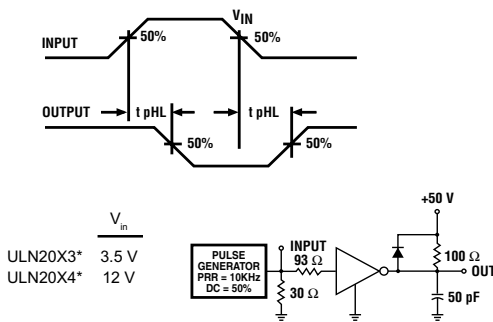 V_IN
INPUT
50%
50%
OUTPUT
t pHL
t pHL
50%
50%
V_in
ULN20X3* 3.5 V
ULN20X4* 12 V
PULSE
GENERATOR
PRR = 10KHz
DC = 50%
INPUT
93 Ω
30 Ω
+50 V
100 Ω
OUT
50 pF